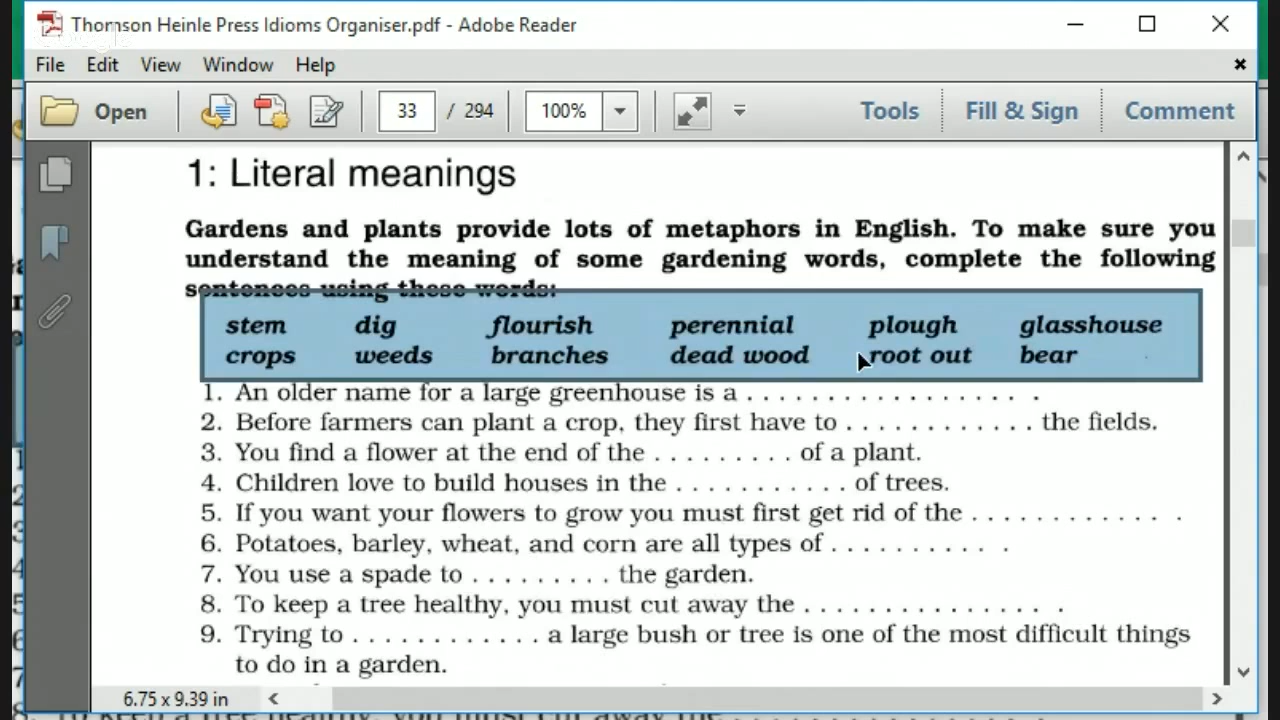 Thomson Heinle Press Idioms Organiser.pdf - Adobe Reader
File Edit View Window Help
Open 33 / 294 100% Tools Fill & Sign Comment
1: Literal meanings
Gardens and plants provide lots of metaphors in English. To make sure you
understand the meaning of some gardening words, complete the following
sentences using these words:
stem dig flourish perennial plough glasshouse
crops weeds branches dead wood root out bear
1. An older name for a large greenhouse is a . . . . . . . . . . . . . . . . . .
2. Before farmers can plant a crop, they first have to . . . . . . . . . . . . the fields.
3. You find a flower at the end of the . . . . . . . . . of a plant.
4. Children love to build houses in the . . . . . . . . . . . of trees.
5. If you want your flowers to grow you must first get rid of the . . . . . . . . . . . . .
6. Potatoes, barley, wheat, and corn are all types of . . . . . . . . . . .
7. You use a spade to . . . . . . . . . the garden.
8. To keep a tree healthy, you must cut away the . . . . . . . . . . . . . . . .
9. Trying to . . . . . . . . . . . . a large bush or tree is one of the most difficult things
to do in a garden.
6.75 x 9.39 in